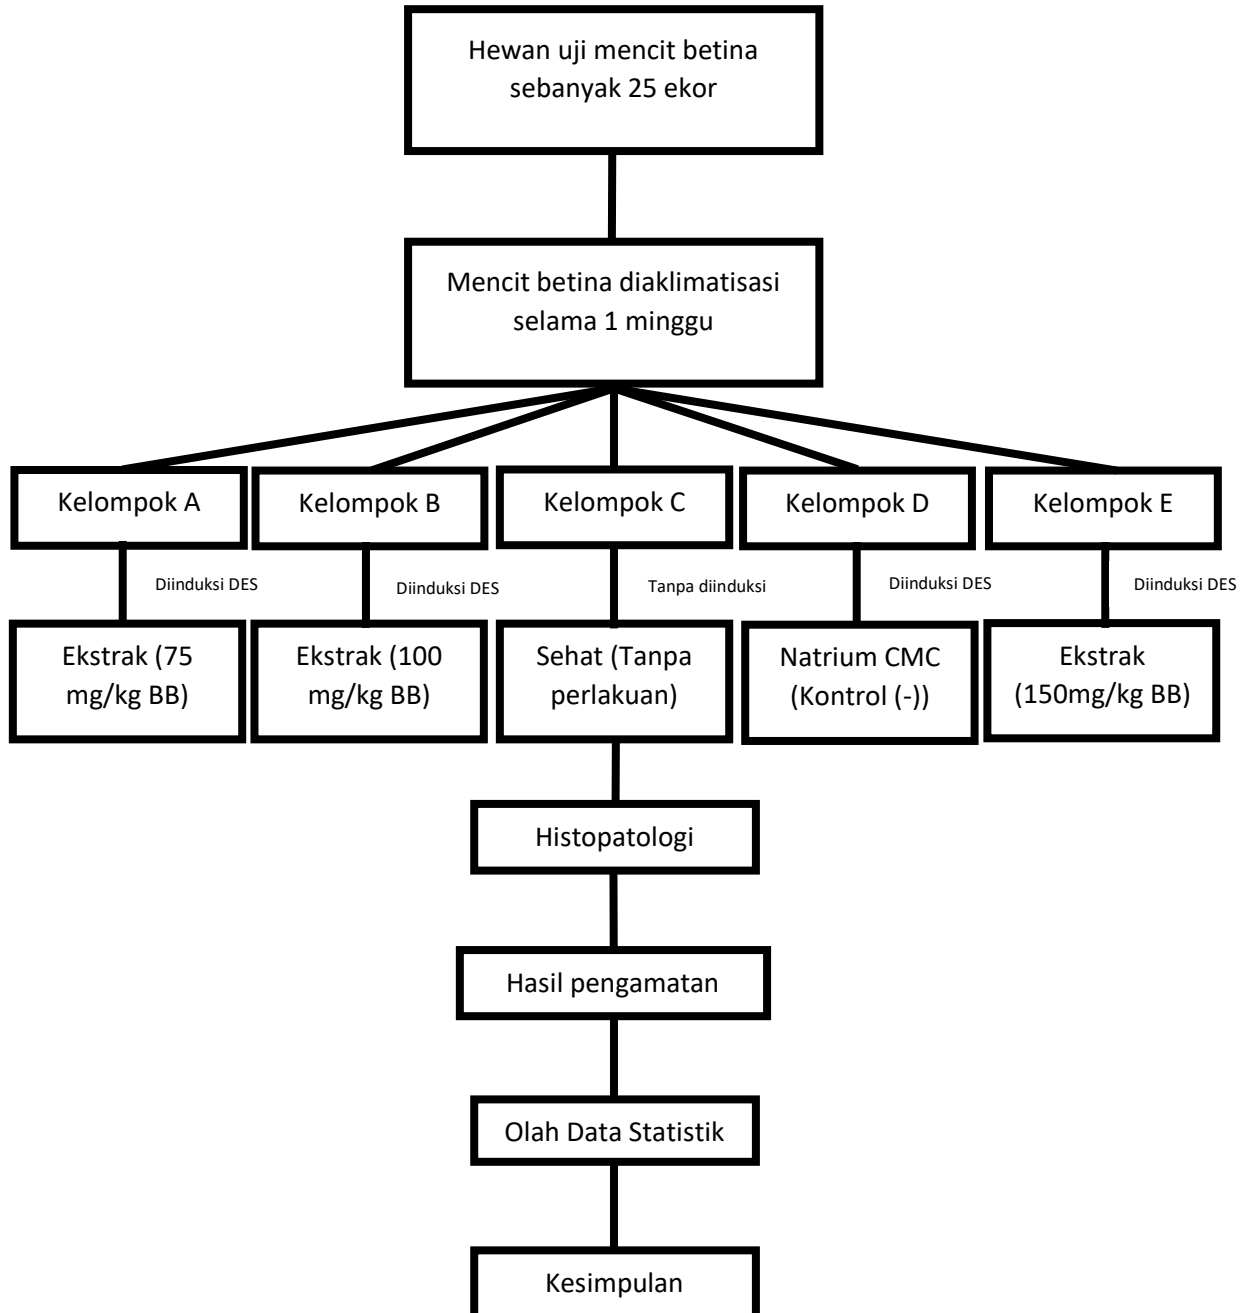 Hewan uji mencit betina
sebanyak 25 ekor
Mencit betina diaklimatisasi
selama 1 minggu
Kelompok A
Kelompok B
Kelompok C
Kelompok D
Kelompok E
Diinduksi DES
Diinduksi DES
Tanpa diinduksi
Diinduksi DES
Diinduksi DES
Ekstrak (75
mg/kg BB)
Ekstrak (100
mg/kg BB)
Sehat (Tanpa
perlakuan)
Natrium CMC
(Kontrol (-))
Ekstrak
(150mg/kg BB)
Histopatologi
Hasil pengamatan
Olah Data Statistik
Kesimpulan